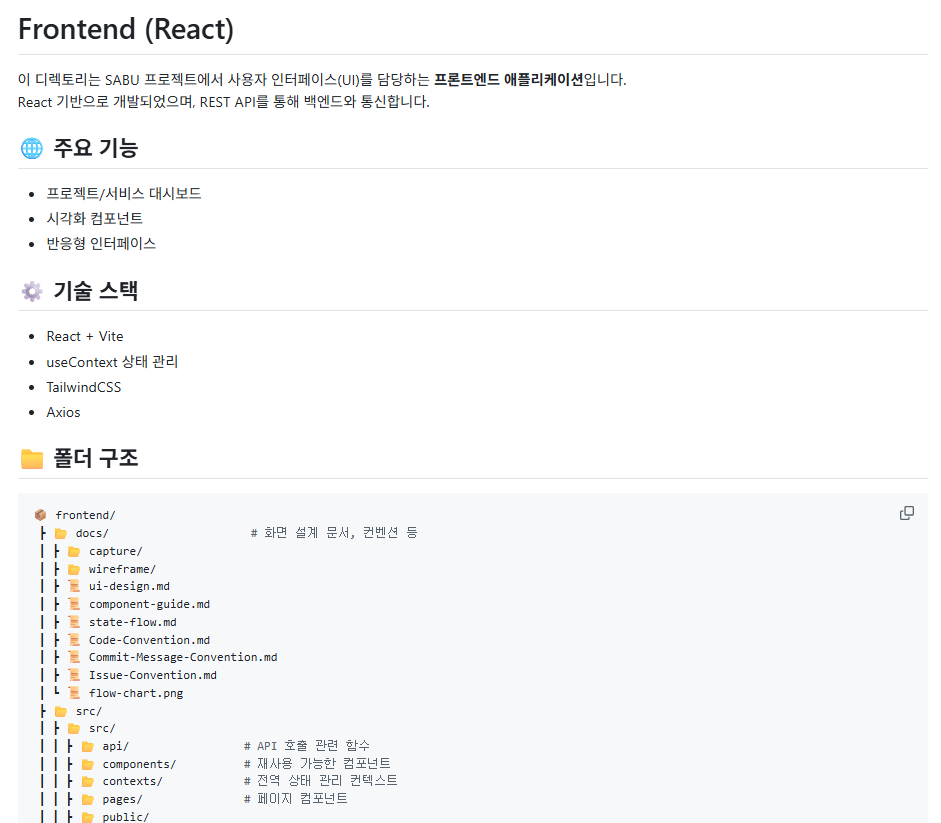 Frontend (React)
이 디렉토리는 SABU 프로젝트에서 사용자 인터페이스(UI)를 담당하는 프론트엔드 애플리케이션입니다.
React 기반으로 개발되었으며, REST API를 통해 백엔드와 통신합니다.
🌐 주요 기능
• 프로젝트/서비스 대시보드
• 시각화 컴포넌트
• 반응형 인터페이스
⚙️ 기술 스택
• React + Vite
• useContext 상태 관리
• TailwindCSS
• Axios
📁 폴더 구조
📦 frontend/
┣ 📂 docs/ # 화면 설계 문서, 컨벤션 등
┃ ┣ 📂 capture/
┃ ┣ 📂 wireframe/
┃ ┣ 📜 ui-design.md
┃ ┣ 📜 component-guide.md
┃ ┣ 📜 state-flow.md
┃ ┣ 📜 Code-Convention.md
┃ ┣ 📜 Commit-Message-Convention.md
┃ ┣ 📜 Issue-Convention.md
┃ ┗ 📜 flow-chart.png
┣ 📂 src/
┃ ┣ 📂 src/
┃ ┃ ┣ 📂 api/ # API 호출 관련 함수
┃ ┃ ┣ 📂 components/ # 재사용 가능한 컴포넌트
┃ ┃ ┣ 📂 contexts/ # 전역 상태 관리 컨텍스트
┃ ┃ ┣ 📂 pages/ # 페이지 컴포넌트
┃ ┃ ┣ 📂 public/